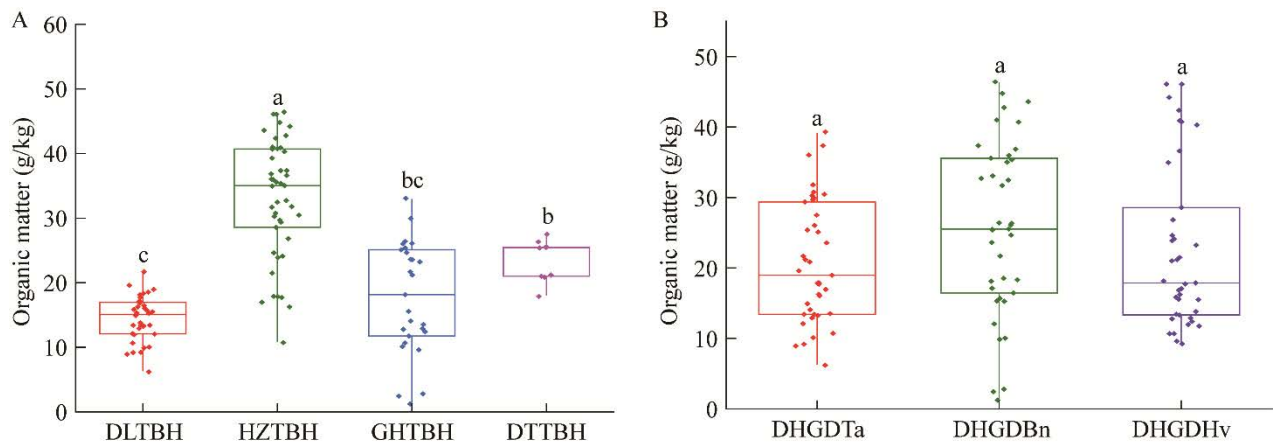 A
Organic matter (g/kg)
60
50
40
30
20
10
0
c
a
bc
b
DLTBH HZTBH GHTBH DTTBH
B
Organic matter (g/kg)
50
40
30
20
10
0
a
a
a
DHGDTa DHGDBn DHGDHv